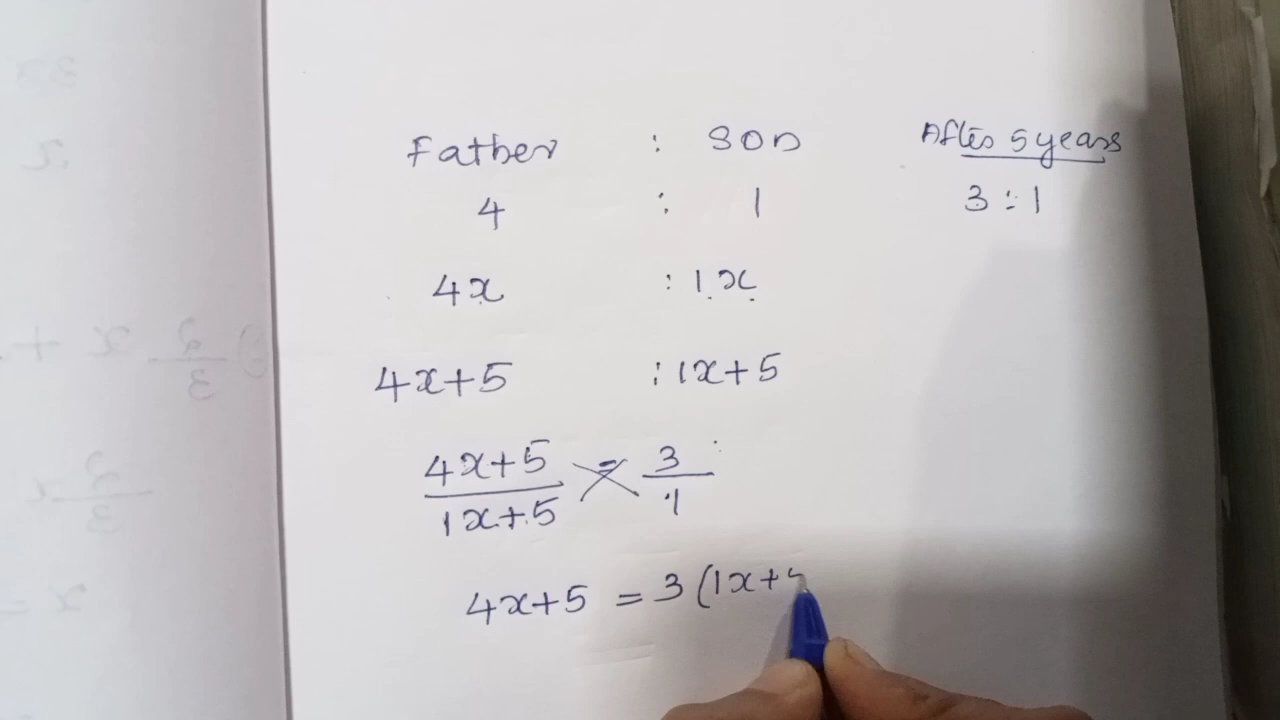 Father : Son After 5 years
4 : 1 3 : 1
4x : 1x
4x+5 : 1x+5
4x+5 = 3
1x+5 1
4x+5 = 3 (1x+5